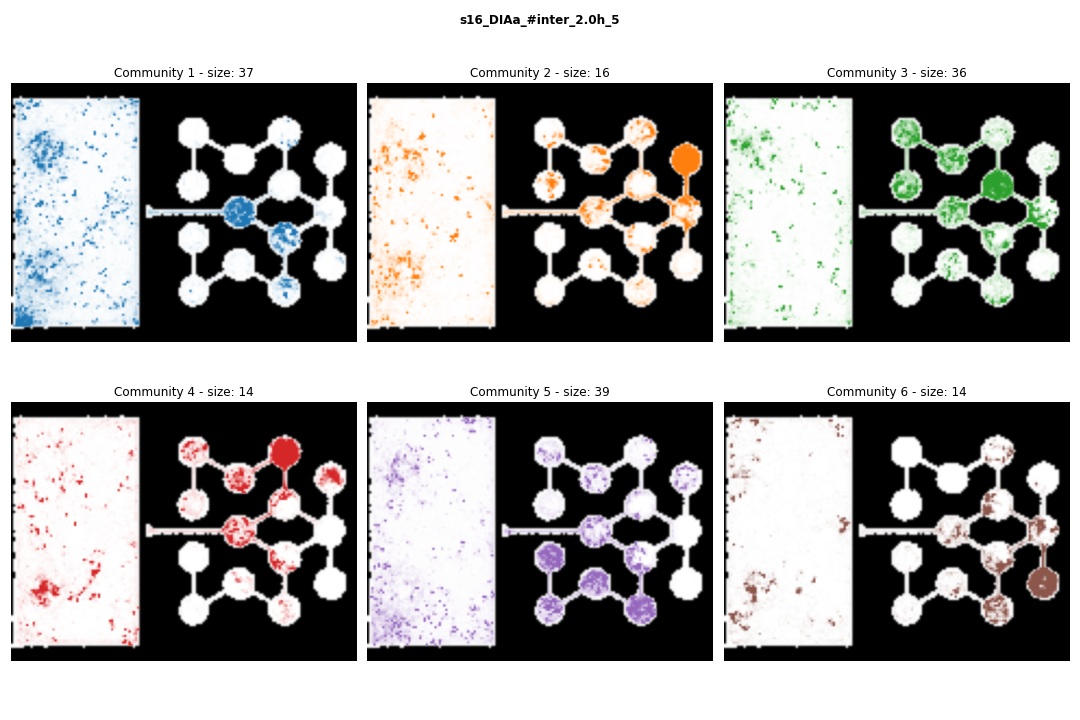 s16_DIAa_#inter_2.0h_5
Community 1 - size: 37
Community 2 - size: 16
Community 3 - size: 36
Community 4 - size: 14
Community 5 - size: 39
Community 6 - size: 14